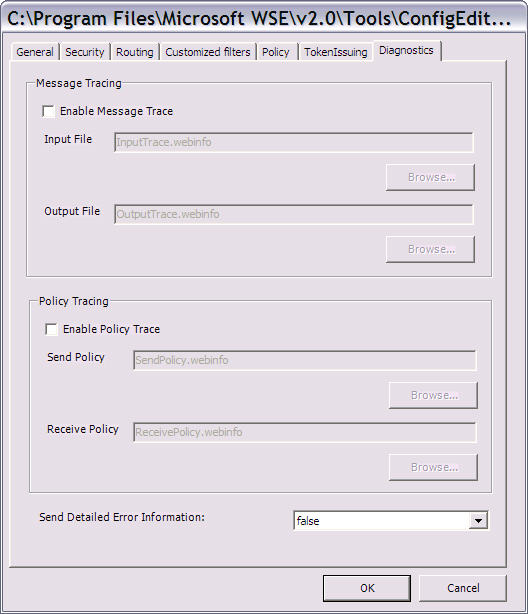 C:\Program Files\Microsoft WSE\v2.0\Tools\ConfigEdit...
General Security Routing Customized filters Policy TokenIssuing Diagnostics
Message Tracing
Enable Message Trace
Input File InputTrace.webinfo
Browse...
Output File OutputTrace.webinfo
Browse...
Policy Tracing
Enable Policy Trace
Send Policy SendPolicy.webinfo
Browse...
Receive Policy ReceivePolicy.webinfo
Browse...
Send Detailed Error Information: false
OK Cancel